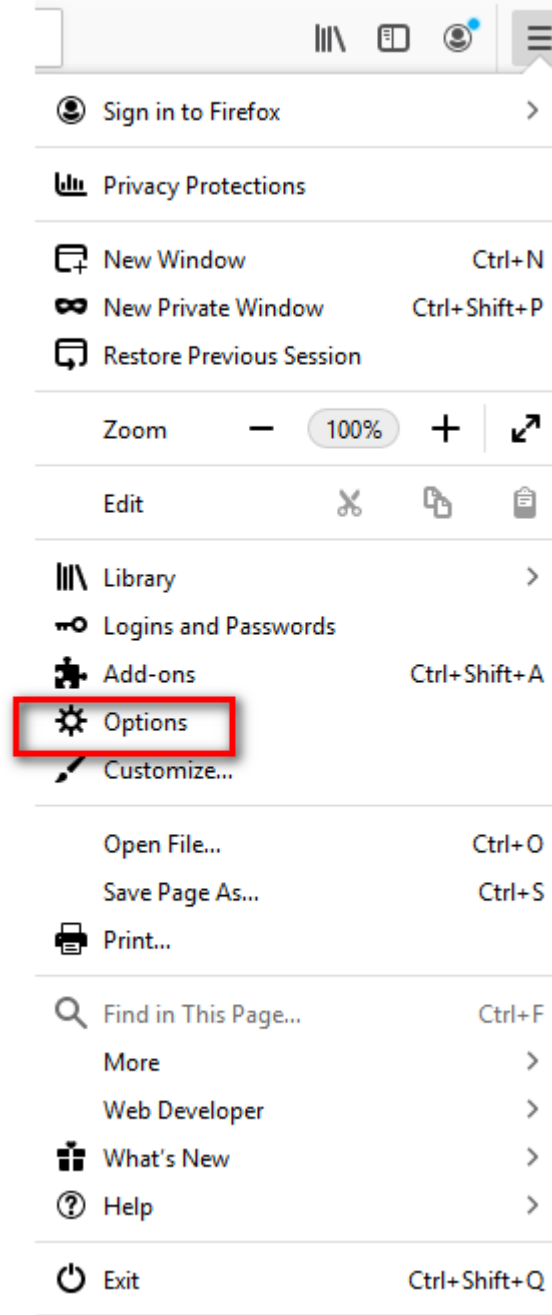 Sign in to Firefox
Privacy Protections
New Window Ctrl+N
New Private Window Ctrl+Shift+P
Restore Previous Session
Zoom 100%
Edit
Library
Logins and Passwords
Add-ons Ctrl+Shift+A
Options
Customize...
Open File... Ctrl+O
Save Page As... Ctrl+S
Print...
Find in This Page... Ctrl+F
More
Web Developer
What's New
Help
Exit Ctrl+Shift+Q